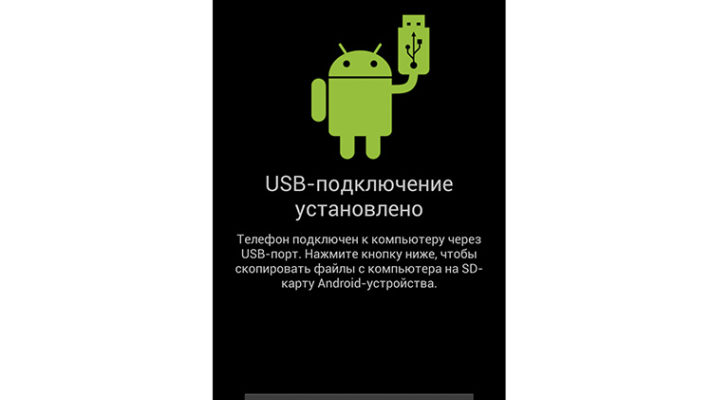 USB-подключение
установлено
Телефон подключен к компьютеру через
USB-порт. Нажмите кнопку ниже, чтобы
скопировать файлы с компьютера на SD-
карту Android-устройства.